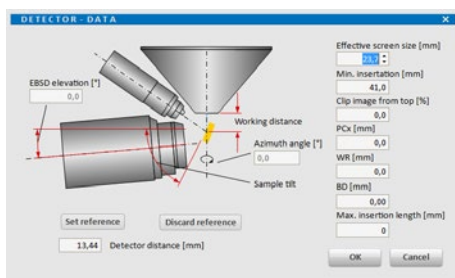 DETECTOR - DATA
Effective screen size [mm]
23,7
EBSD elevation [°]
0,0
Min. insertation [mm]
41,0
Clip image from top [%]
0,0
Working distance
Azimuth angle [°]
0,0
PCx [mm]
0,0
WR [mm]
0,0
Sample tilt
BD [mm]
0,00
Max. insertion length [mm]
0
Set reference
Discard reference
13,44 Detector distance [mm]
OK
Cancel